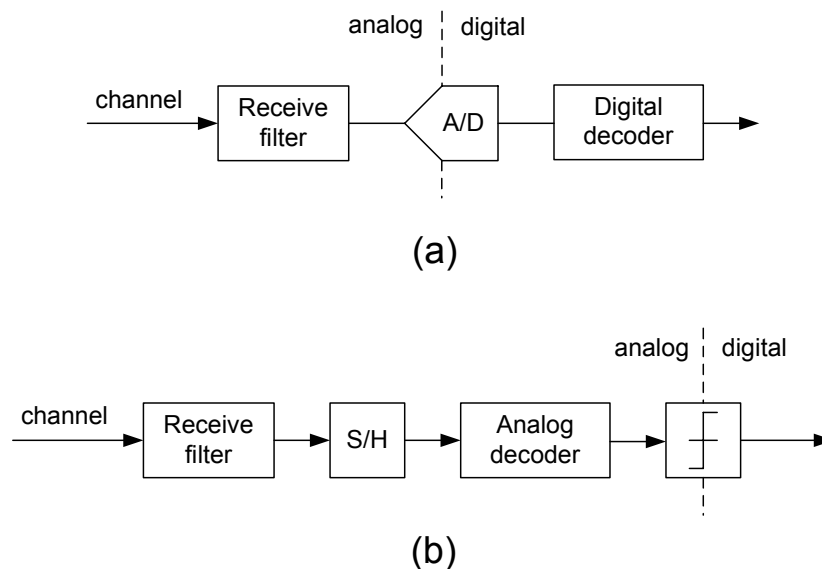 analog digital
channel
Receive
filter
A/D
Digital
decoder
(a)
analog digital
channel
Receive
filter
S/H
Analog
decoder
(b)